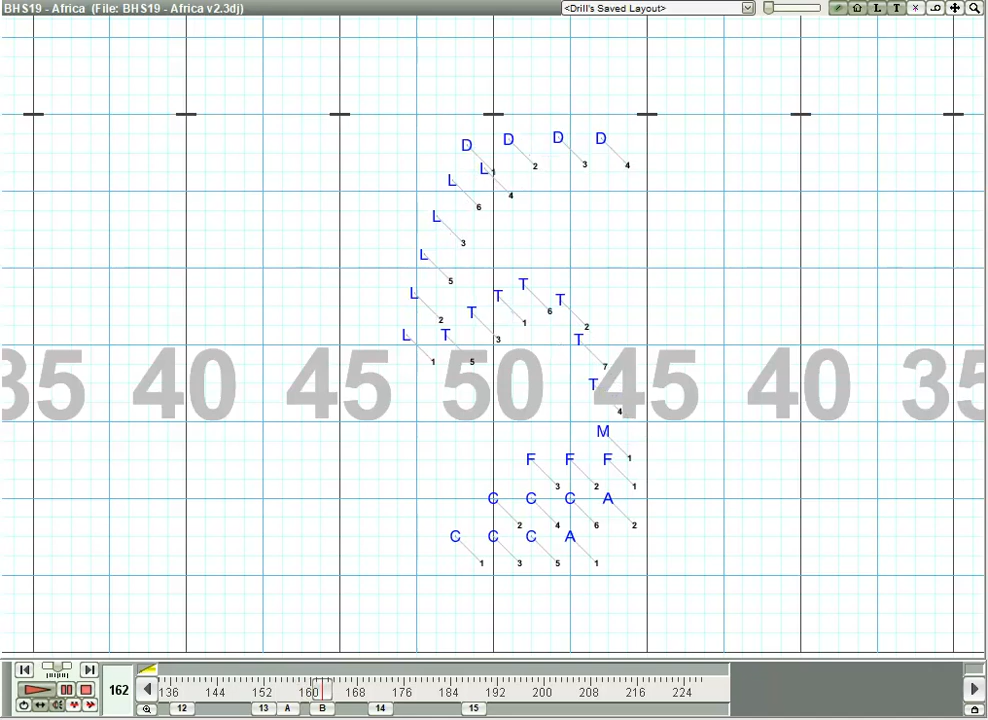 BHS19 - Africa (File: BHS19 - Africa v2.3dj)
<Drill's Saved Layout>
L T
D D D D
1 2 3 4
L L
6 4
L
3
L
5
L T T T T
2 1 6 2
L T T T
1 5 3 7
35 40 45 50 45 40 35
T
4
M
1
F F F
3 2 1
C C C A
2 4 6 2
C C C A
1 3 5 1
162
136 144 152 160 168 176 184 192 200 208 216 224
12 13 A B 14 15